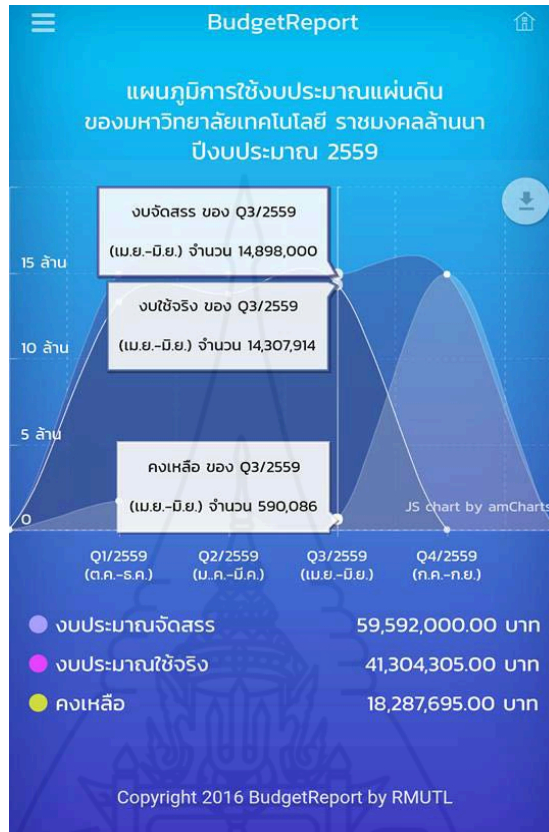 BudgetReport
แผนภูมิการใช้งบประมาณแผ่นดิน
ของมหาวิทยาลัยเทคโนโลยี ราชมงคลล้านนา
ปีงบประมาณ 2559
งบจัดสรร ของ Q3/2559
(เม.ย.-มิ.ย.) จำนวน 14,898,000
15 ล้าน
งบใช้จริง ของ Q3/2559
(เม.ย.-มิ.ย.) จำนวน 14,307,914
10 ล้าน
5 ล้าน
คงเหลือ ของ Q3/2559
(เม.ย.-มิ.ย.) จำนวน 590,086
JS chart by amCharts
0
Q1/2559 Q2/2559 Q3/2559 Q4/2559
(ต.ค.-ธ.ค.) (ม..ค.-มี.ค.) (เม.ย.-มิ.ย.) (ก.ค.-ก.ย.)
งบประมาณจัดสรร 59,592,000.00 บาท
งบประมาณใช้จริง 41,304,305.00 บาท
คงเหลือ 18,287,695.00 บาท
Copyright 2016 BudgetReport by RMUTL